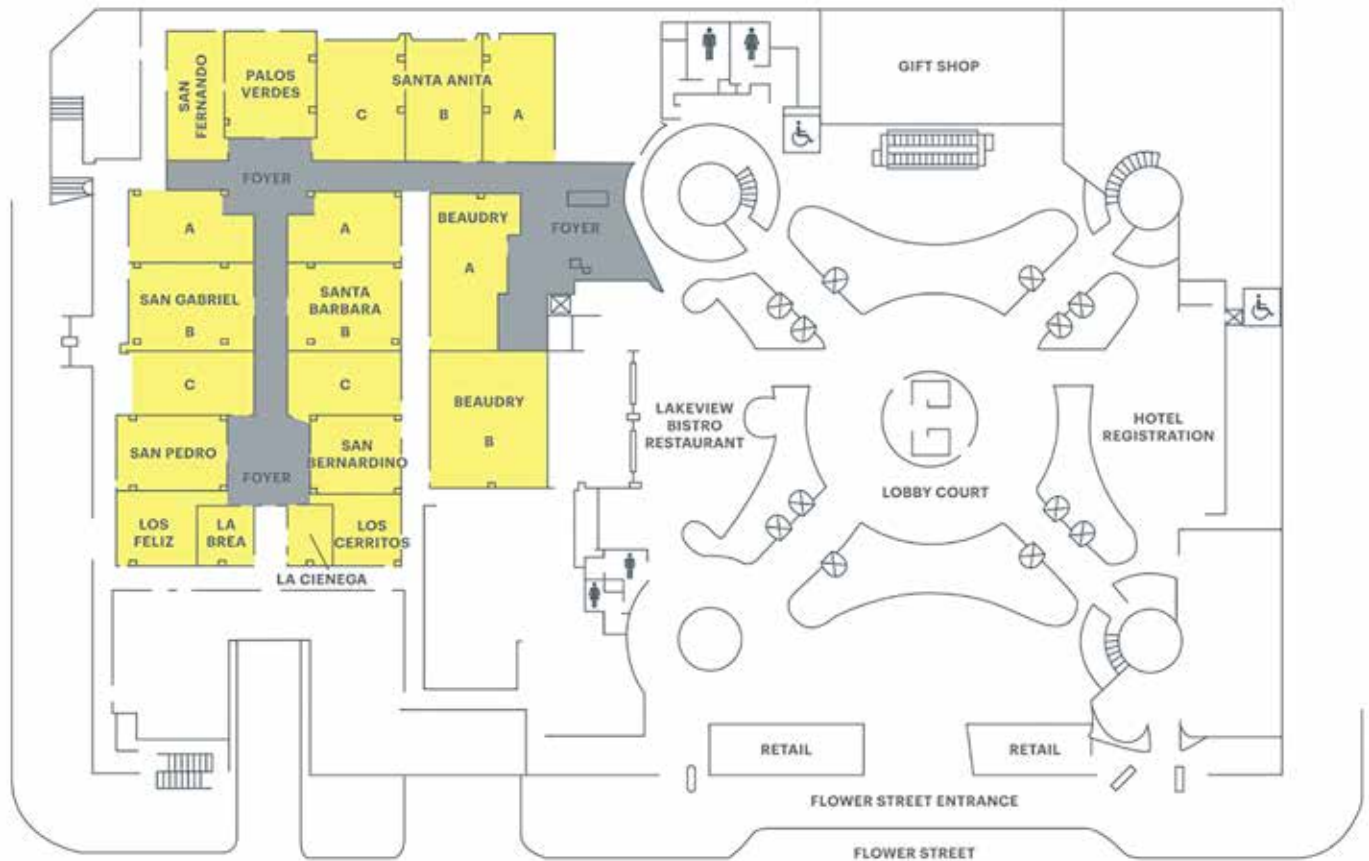 GIFT SHOP
SAN
FERNANDO
PALOS
VERDES
SANTA ANITA
C
B
A
FOYER
A
A
BEAUDRY
A
FOYER
SAN GABRIEL
B
SANTA
BARBARA
B
C
C
BEAUDRY
B
SAN PEDRO
FOYER
SAN
BERNARDINO
LOS
FELIZ
LA
BREA
LOS
CERRITOS
LA CIENEGA
LAKEVIEW
BISTRO
RESTAURANT
LOBBY COURT
HOTEL
REGISTRATION
RETAIL
RETAIL
FLOWER STREET ENTRANCE
FLOWER STREET